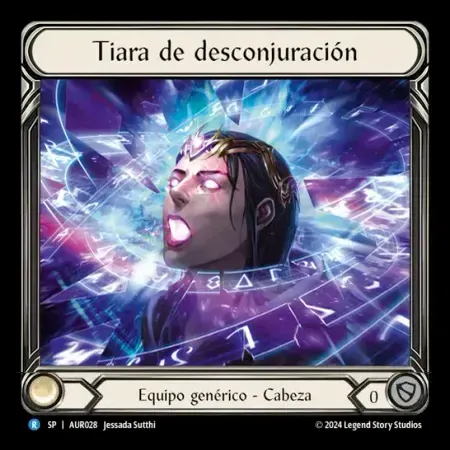 Tiara de desconjuración
Equipo genérico - Cabeza
0
R SP | AUR028 Jessada Sutthi
© 2024 Legend Story Studios